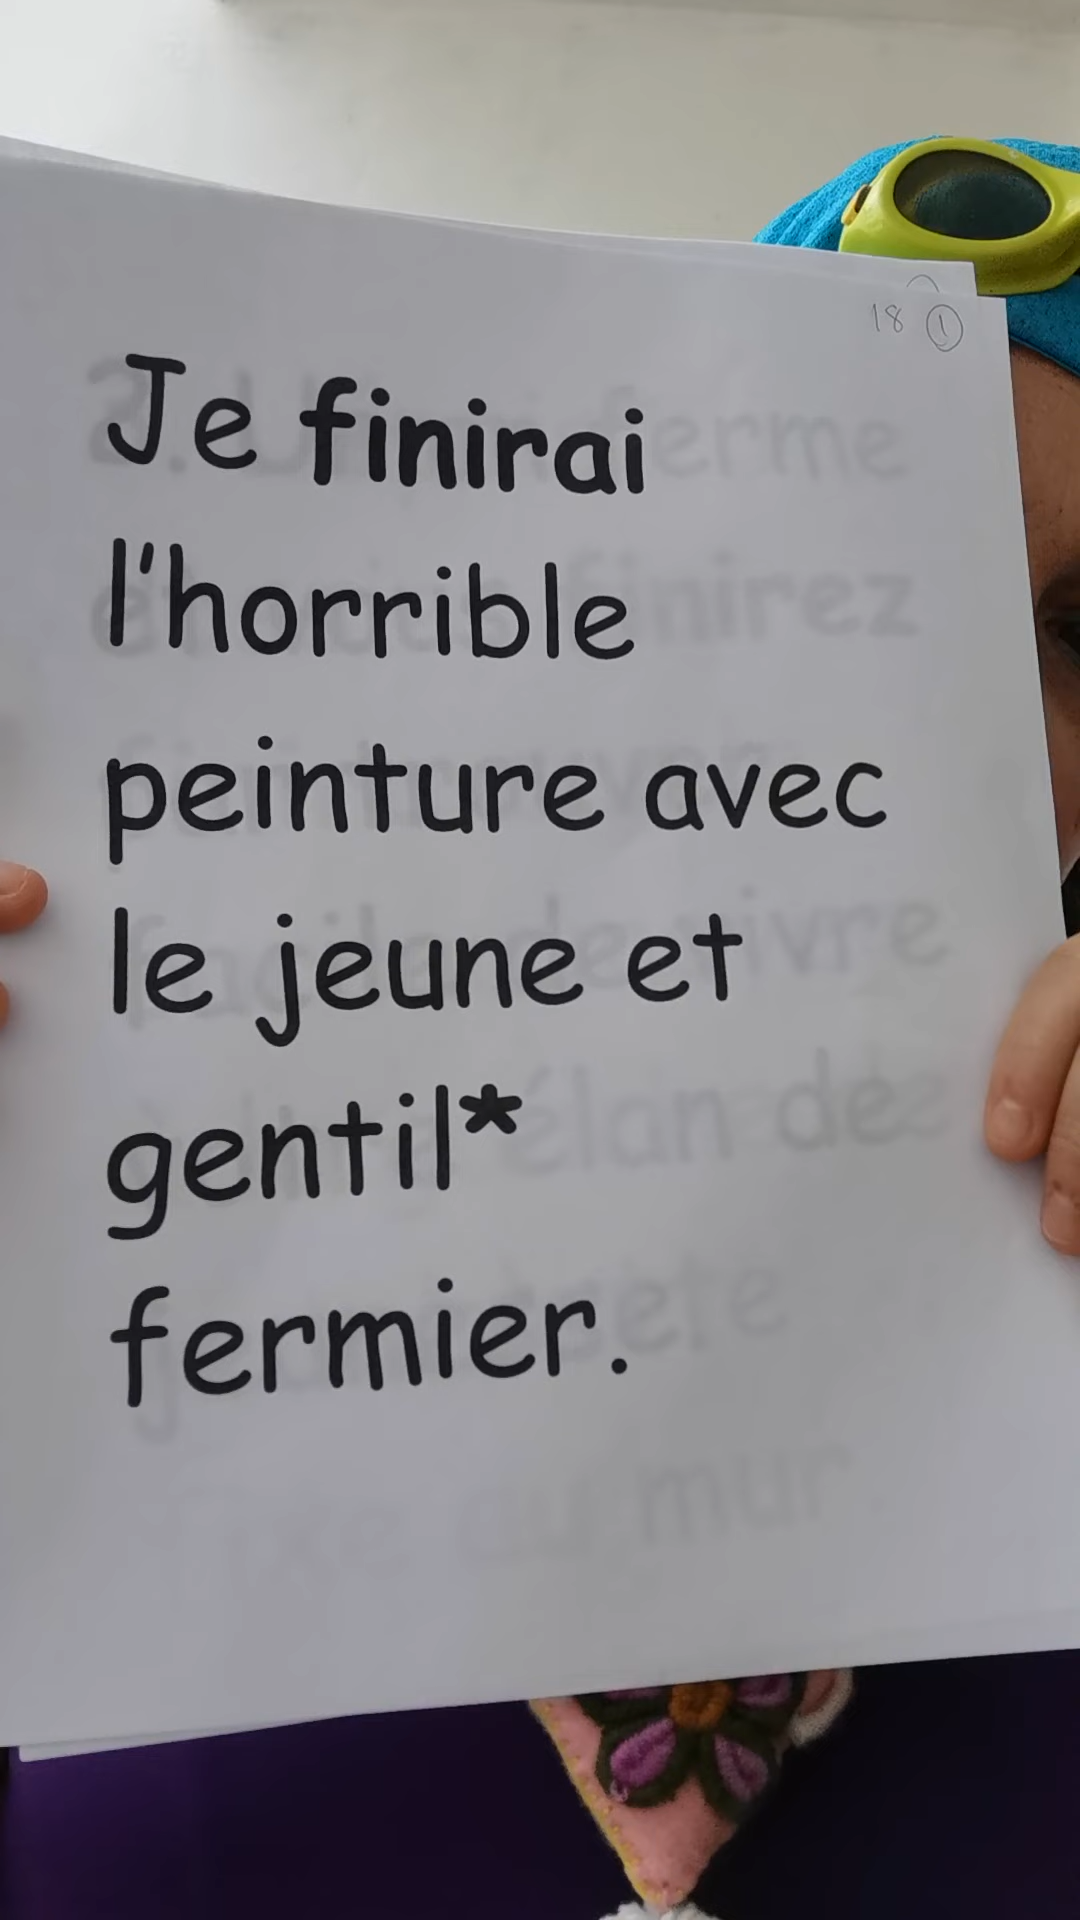 18 1
Je finirai
l'horrible
peinture avec
le jeune et
gentil*
fermier.